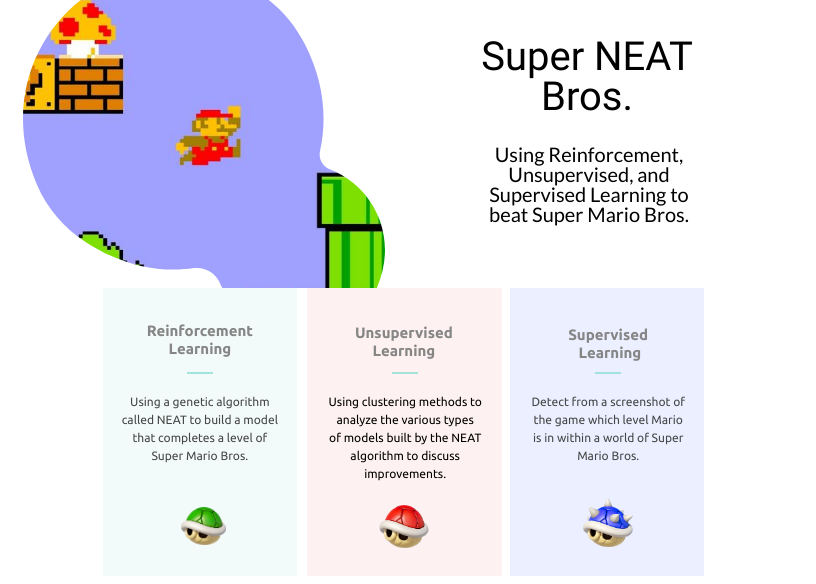 Super NEAT
Bros.
Using Reinforcement,
Unsupervised, and
Supervised Learning to
beat Super Mario Bros.
Reinforcement
Learning
Using a genetic algorithm
called NEAT to build a model
that completes a level of
Super Mario Bros.
Unsupervised
Learning
Using clustering methods to
analyze the various types
of models built by the NEAT
algorithm to discuss
improvements.
Supervised
Learning
Detect from a screenshot of
the game which level Mario
is in within a world of Super
Mario Bros.